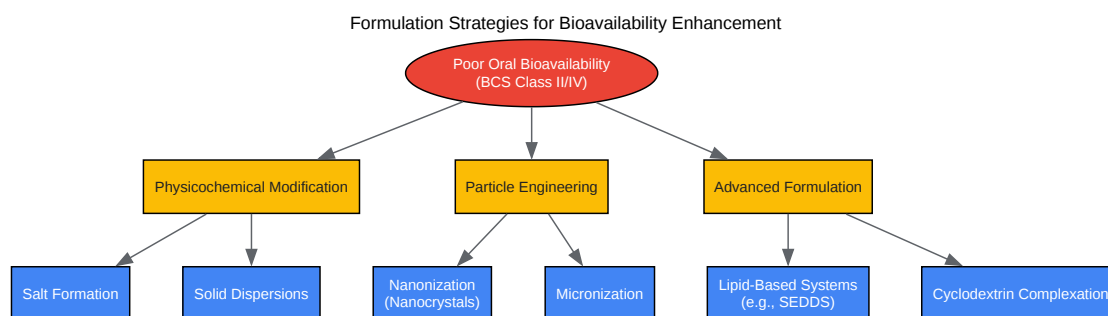 Formulation Strategies for Bioavailability Enhancement
Poor Oral Bioavailability
(BCS Class II/IV)
Physicochemical Modification
Particle Engineering
Advanced Formulation
Salt Formation
Solid Dispersions
Nanonization
(Nanocrystals)
Micronization
Lipid-Based Systems
(e.g., SEDDS)
Cyclodextrin Complexation